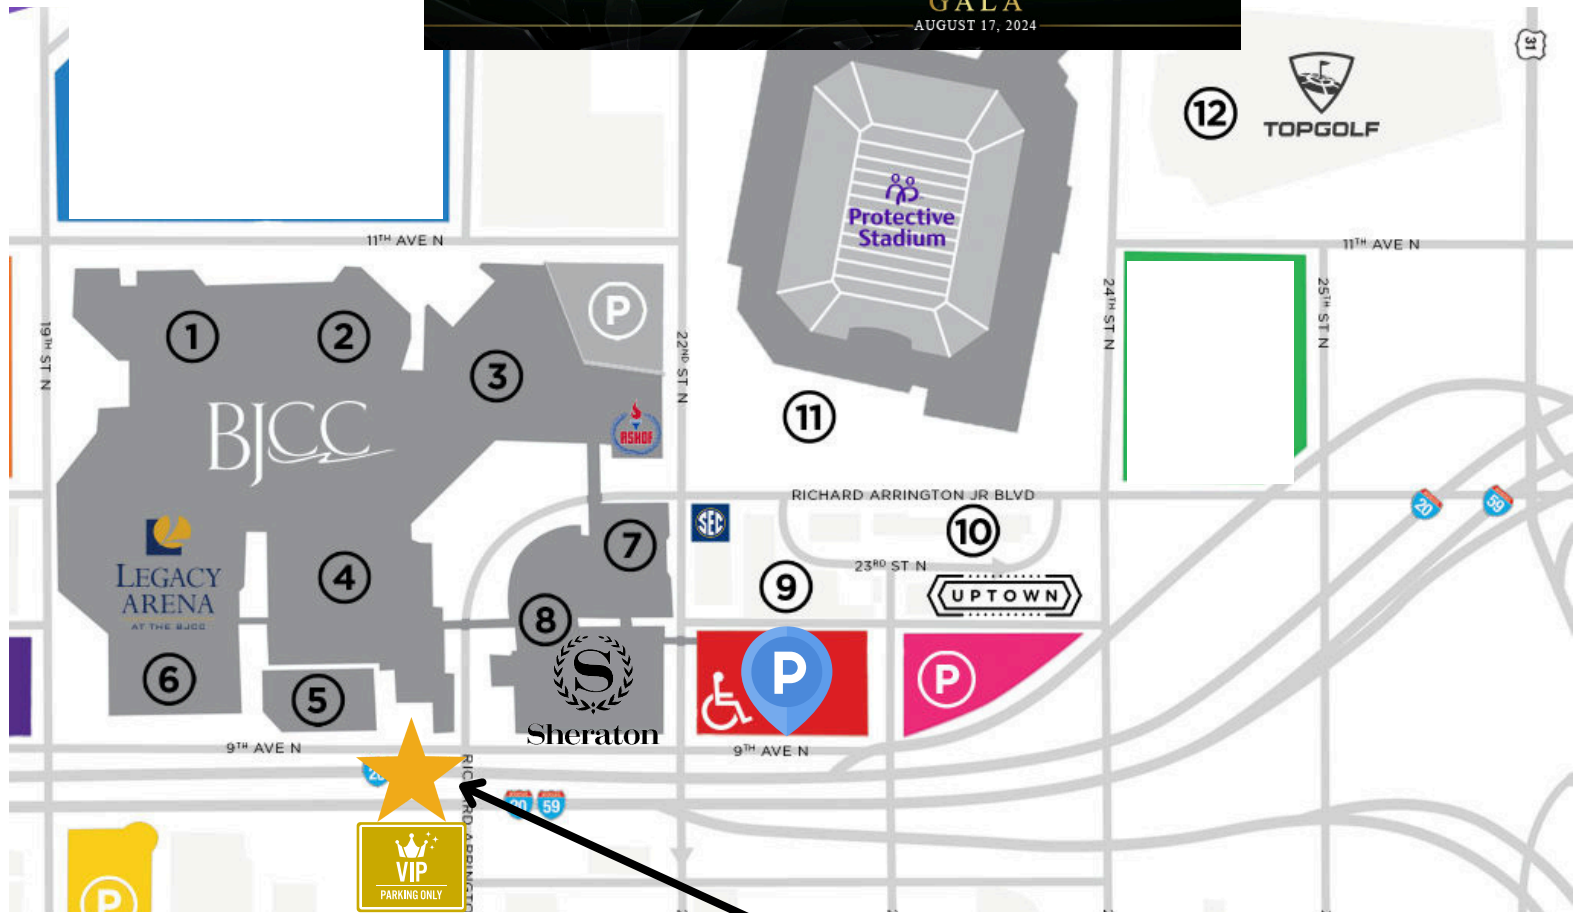 GALA
AUGUST 17, 2024
31
12
TOPGOLF
Protective
Stadium
11TH AVE N
11TH AVE N
1
2
3
P
19TH ST N
22ND ST N
24TH ST N
25TH ST N
BJCC
ASHOF
11
RICHARD ARRINGTON JR BLVD
20
59
SEC
10
7
23RD ST N
LEGACY
ARENA
AT THE BJCC
4
9
UPTOWN
8
6
5
S
Sheraton
P
P
9TH AVE N
9TH AVE N
20
59
VIP
PARKING ONLY
P